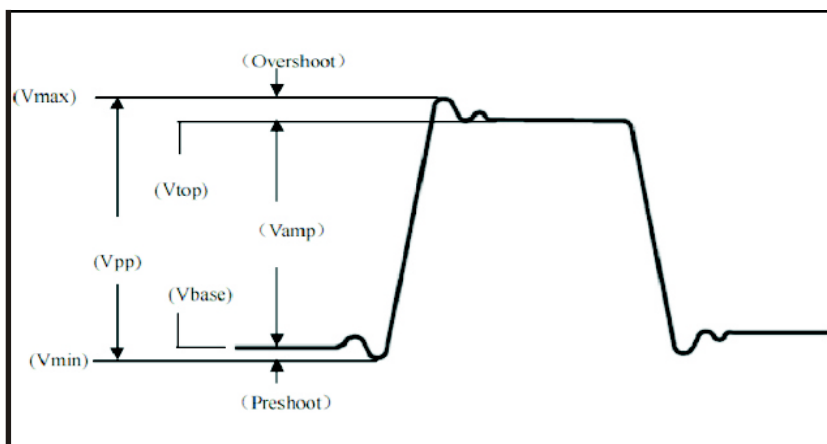 （Overshoot）
(Vmax)
(Vtop)
（Vamp）
(Vpp)
(Vbase)
(Vmin)
（Preshoot）